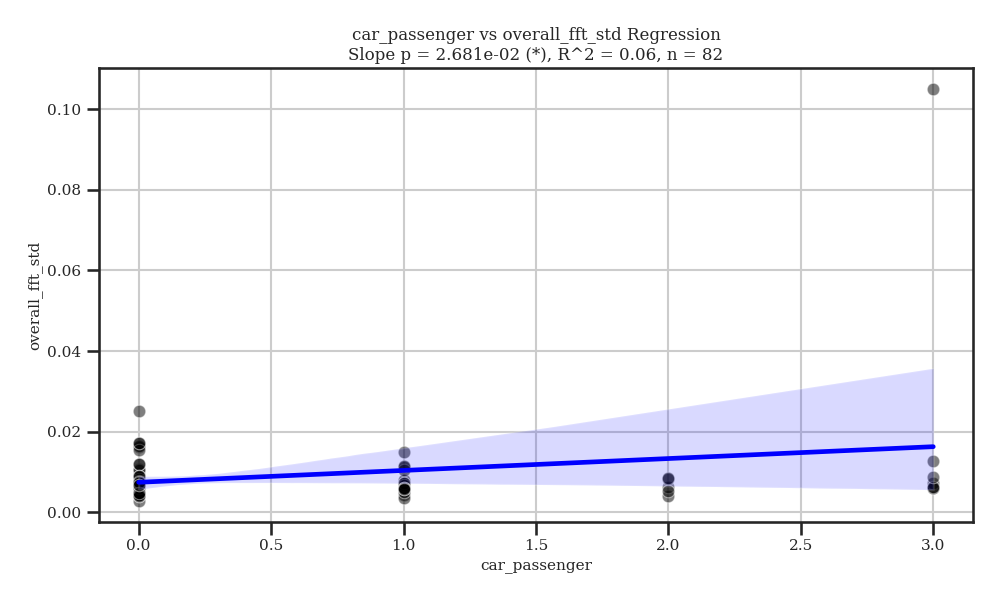 car_passenger vs overall_fft_std Regression
Slope p = 2.681e-02 (*), R^2 = 0.06, n = 82
overall_fft_std
0.10
0.08
0.06
0.04
0.02
0.00
0.0 0.5 1.0 1.5 2.0 2.5 3.0
car_passenger